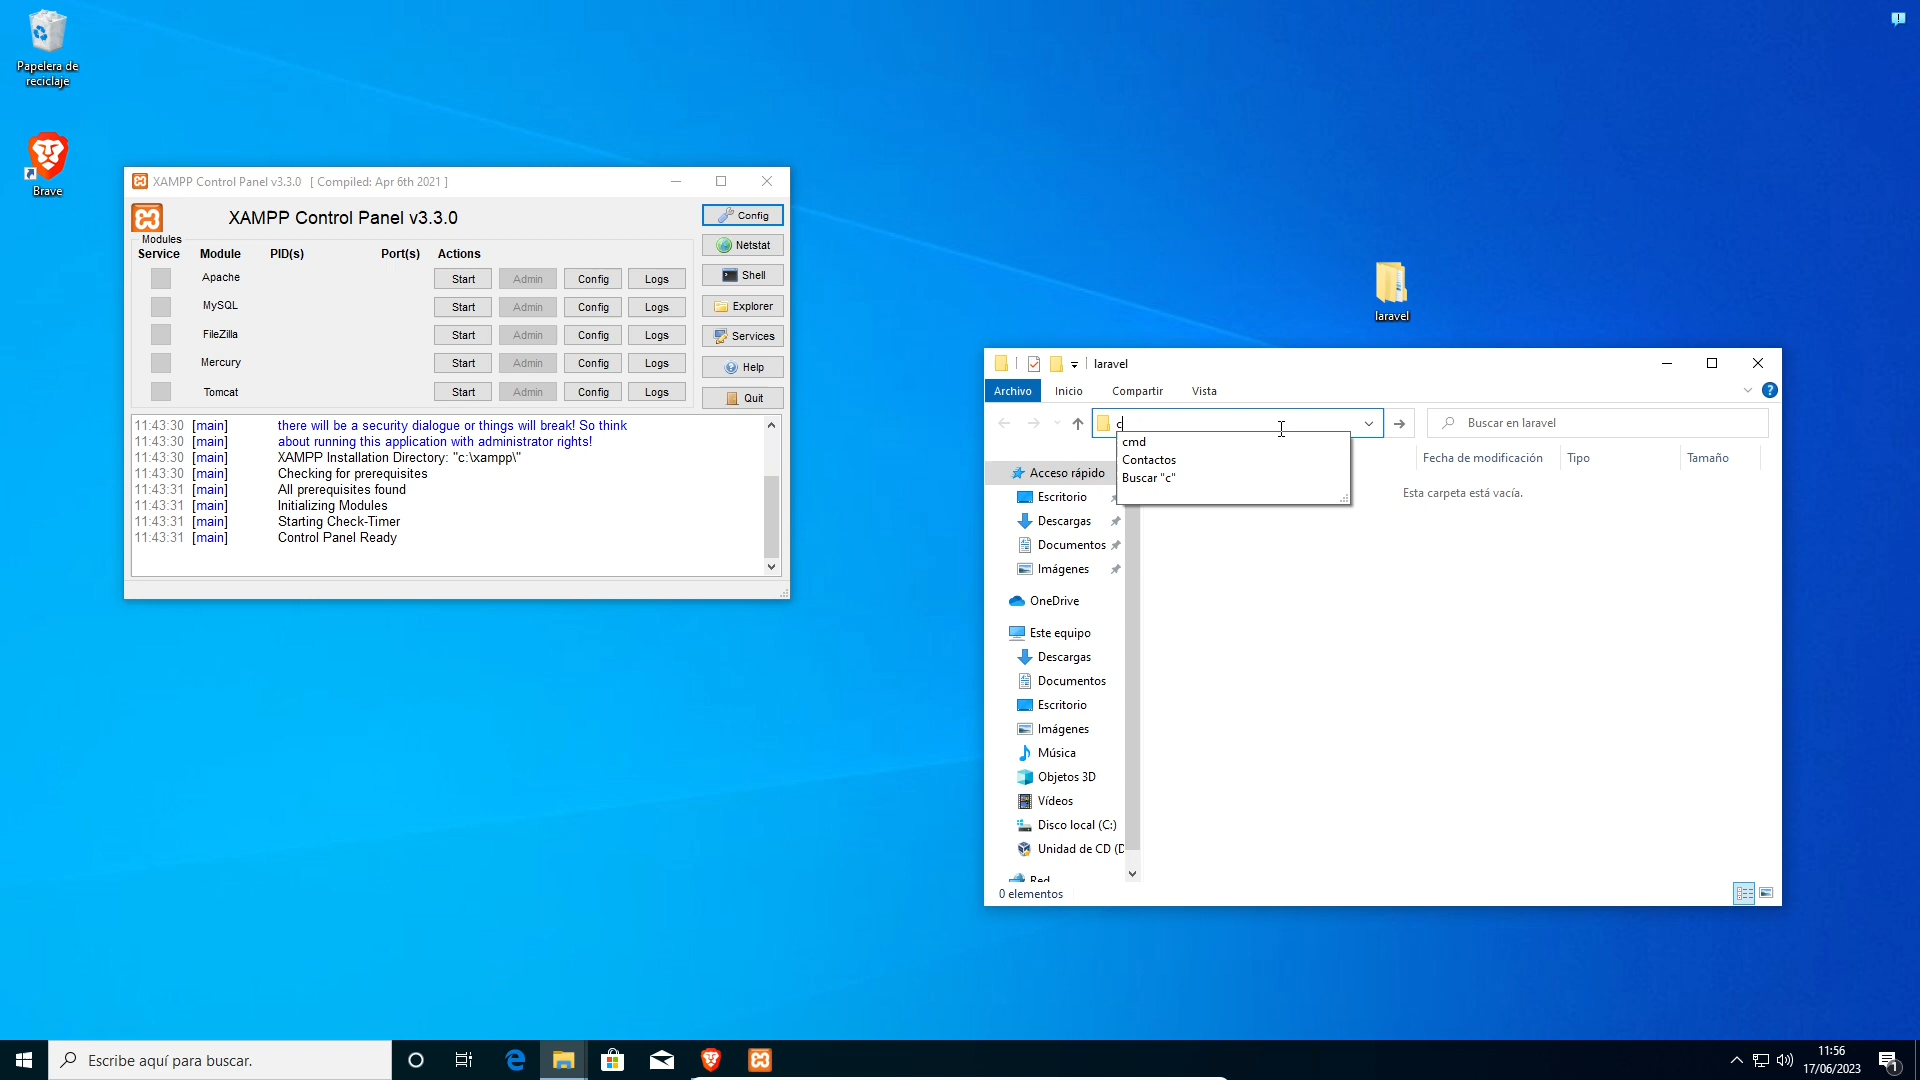 Papelera de
reciclaje
Brave
XAMPP Control Panel v3.3.0 [ Compiled: Apr 6th 2021 ]
XAMPP Control Panel v3.3.0
Config
Netstat
Shell
Explorer
Services
Help
Quit
Modules
Service Module PID(s) Port(s) Actions
Apache Start Admin Config Logs
MySQL Start Admin Config Logs
FileZilla Start Admin Config Logs
Mercury Start Admin Config Logs
Tomcat Start Admin Config Logs
11:43:30 [main] there will be a security dialogue or things will break! So think
11:43:30 [main] about running this application with administrator rights!
11:43:30 [main] XAMPP Installation Directory: "c:\xampp\"
11:43:30 [main] Checking for prerequisites
11:43:31 [main] All prerequisites found
11:43:31 [main] Initializing Modules
11:43:31 [main] Starting Check-Timer
11:43:31 [main] Control Panel Ready
laravel
laravel
Archivo Inicio Compartir Vista
c
Buscar en laravel
cmd
Contactos
Buscar "c"
Fecha de modificación Tipo Tamaño
Esta carpeta está vacía.
Acceso rápido
Escritorio
Descargas
Documentos
Imágenes
OneDrive
Este equipo
Descargas
Documentos
Escritorio
Imágenes
Música
Objetos 3D
Vídeos
Disco local (C:)
Unidad de CD (D
Red
0 elementos
Escribe aquí para buscar.
11:56
17/06/2023
1